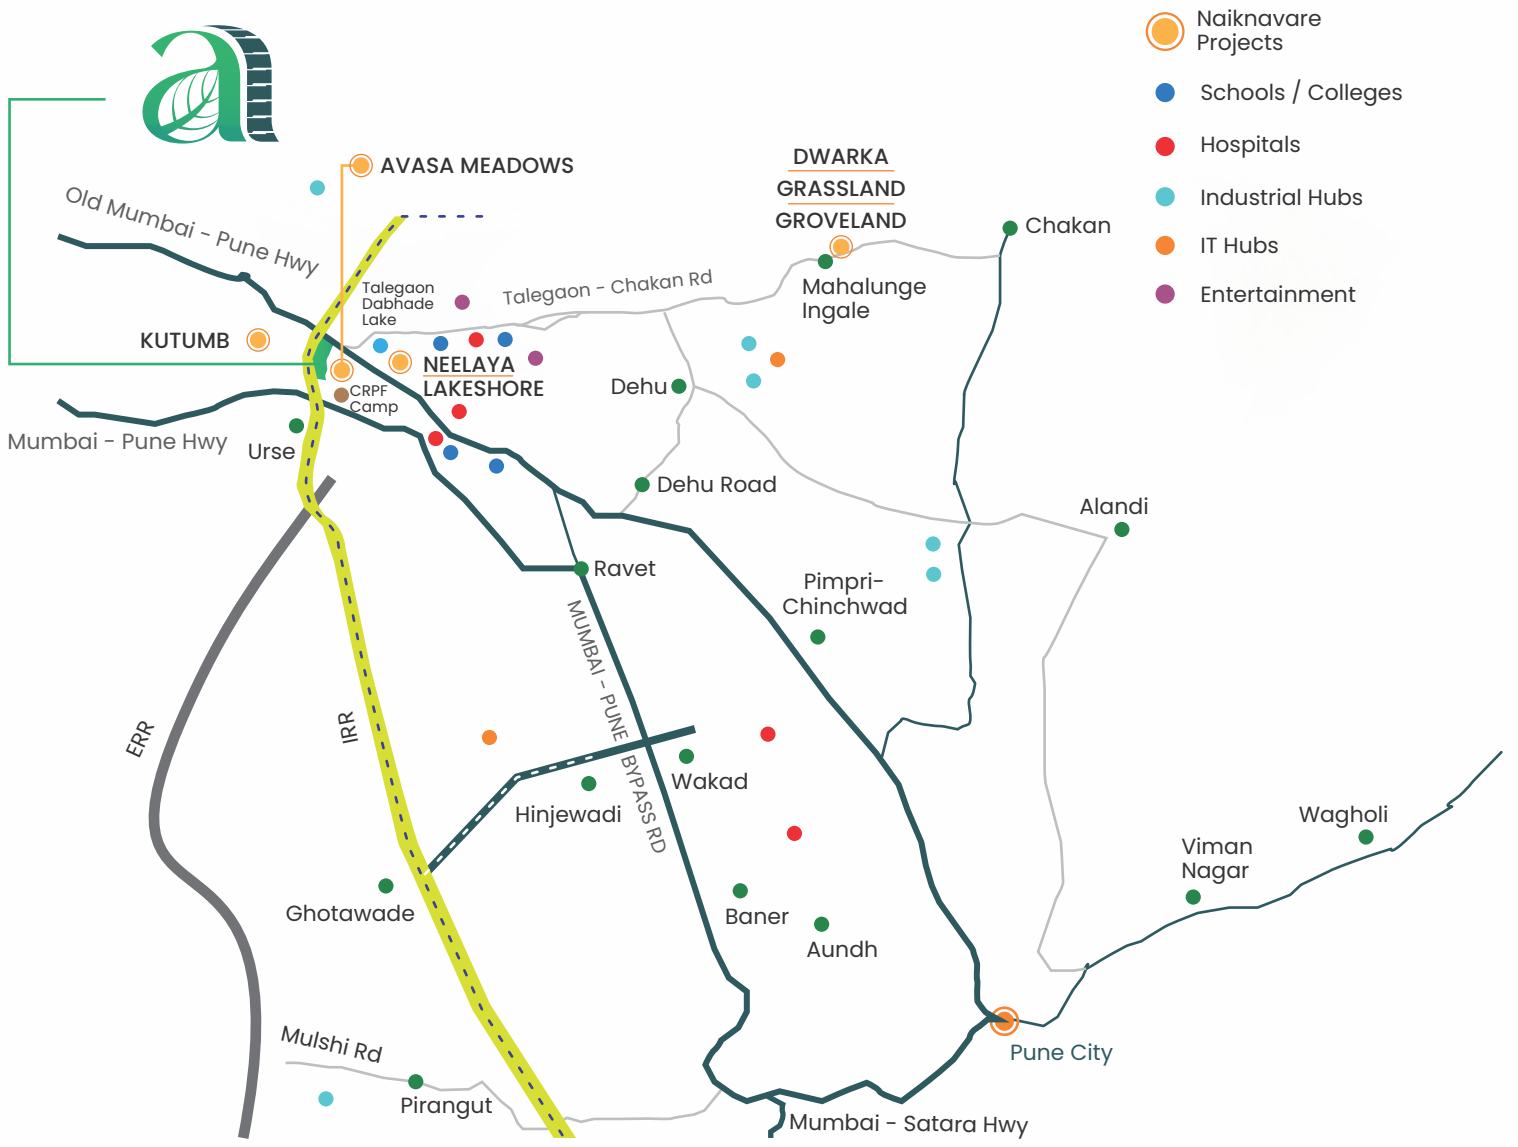 a
Naiknavare
Projects
Schools / Colleges
Hospitals
Industrial Hubs
IT Hubs
Entertainment
AVASA MEADOWS
DWARKA
GRASSLAND
GROVELAND
Old Mumbai - Pune Hwy
Chakan
Talegaon
Dabhade
Lake
Talegaon - Chakan Rd
Mahalunge
Ingale
KUTUMB
NEELAYA
LAKESHORE
CRPF
Camp
Dehu
Mumbai - Pune Hwy
Urse
Dehu Road
Alandi
Ravet
Pimpri-
Chinchwad
MUMBAI - PUNE BYPASS RD
ERR
IRR
Wakad
Hinjewadi
Wagholi
Viman
Nagar
Ghotawade
Baner
Aundh
Mulshi Rd
Pune City
Pirangut
Mumbai - Satara Hwy